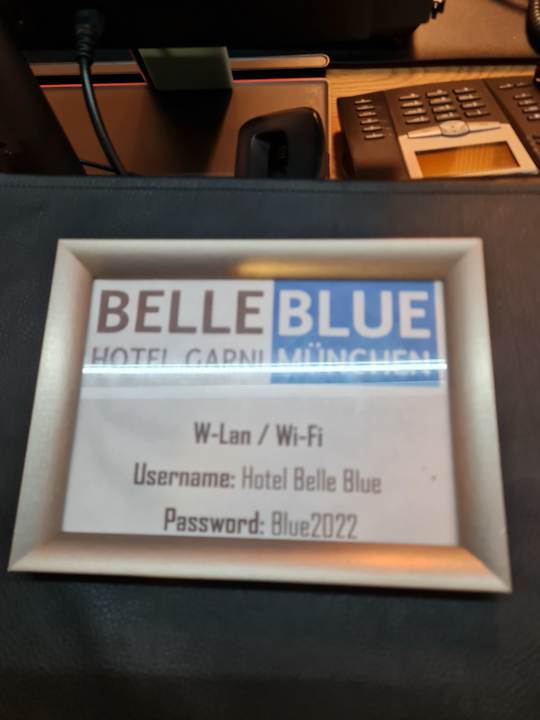 BELLE BLUE
HOTEL GARNI MÜNCHEN
W-Lan / Wi-Fi
Username: Hotel Belle Blue
Password: Blue2022